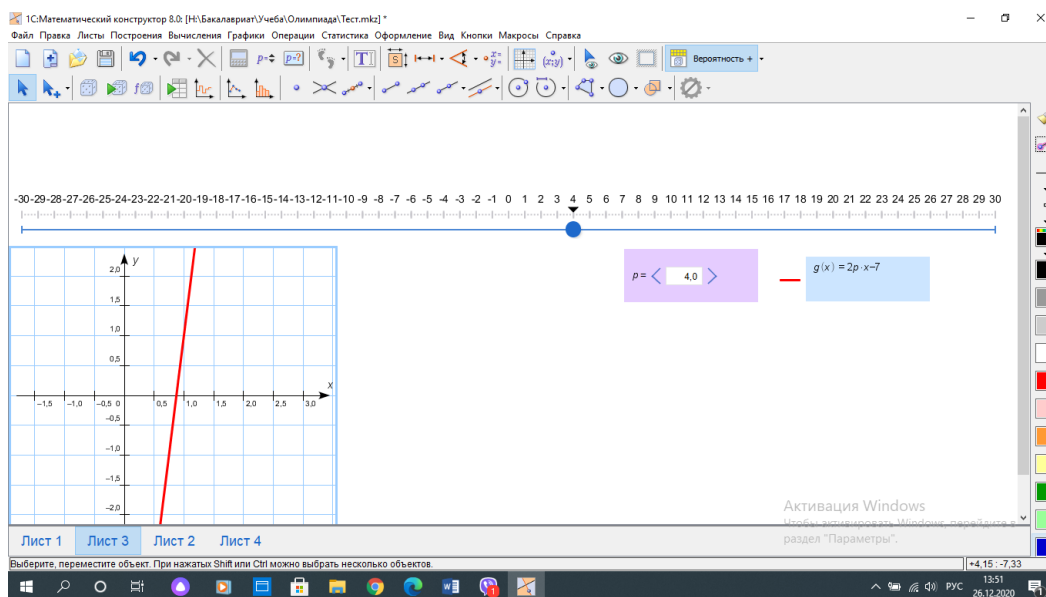 1С:Математический конструктор 8.0: [H:\Бакалавриат\Учеба\Олимпиада\Тест.mkz] *
Файл Правка Листы Построения Вычисления Графики Операции Статистика Оформление Вид Кнопки Макросы Справка
p= p=? T S x= y= (x;y) Вероятность +
f
-30-29-28-27-26-25-24-23-22-21-20-19-18-17-16-15-14-13-12-11-10 -9 -8 -7 -6 -5 -4 -3 -2 -1 0 1 2 3 4 5 6 7 8 9 10 11 12 13 14 15 16 17 18 19 20 21 22 23 24 25 26 27 28 29 30
y
2,0
1,5
1,0
0,5
x
-1,5 -1,0 -0,5 0 0,5 1,0 1,5 2,0 2,5 3,0
-0,5
-1,0
-1,5
-2,0
p = < 4,0 >
g(x) = 2p·x-7
Активация Windows
Чтобы активировать Windows, перейдите в
раздел "Параметры".
Лист 1 Лист 3 Лист 2 Лист 4
Выберите, переместите объект. При нажатых Shift или Ctrl можно выбрать несколько объектов.
+4,15 : -7,33
РУС 13:51
26.12.2020